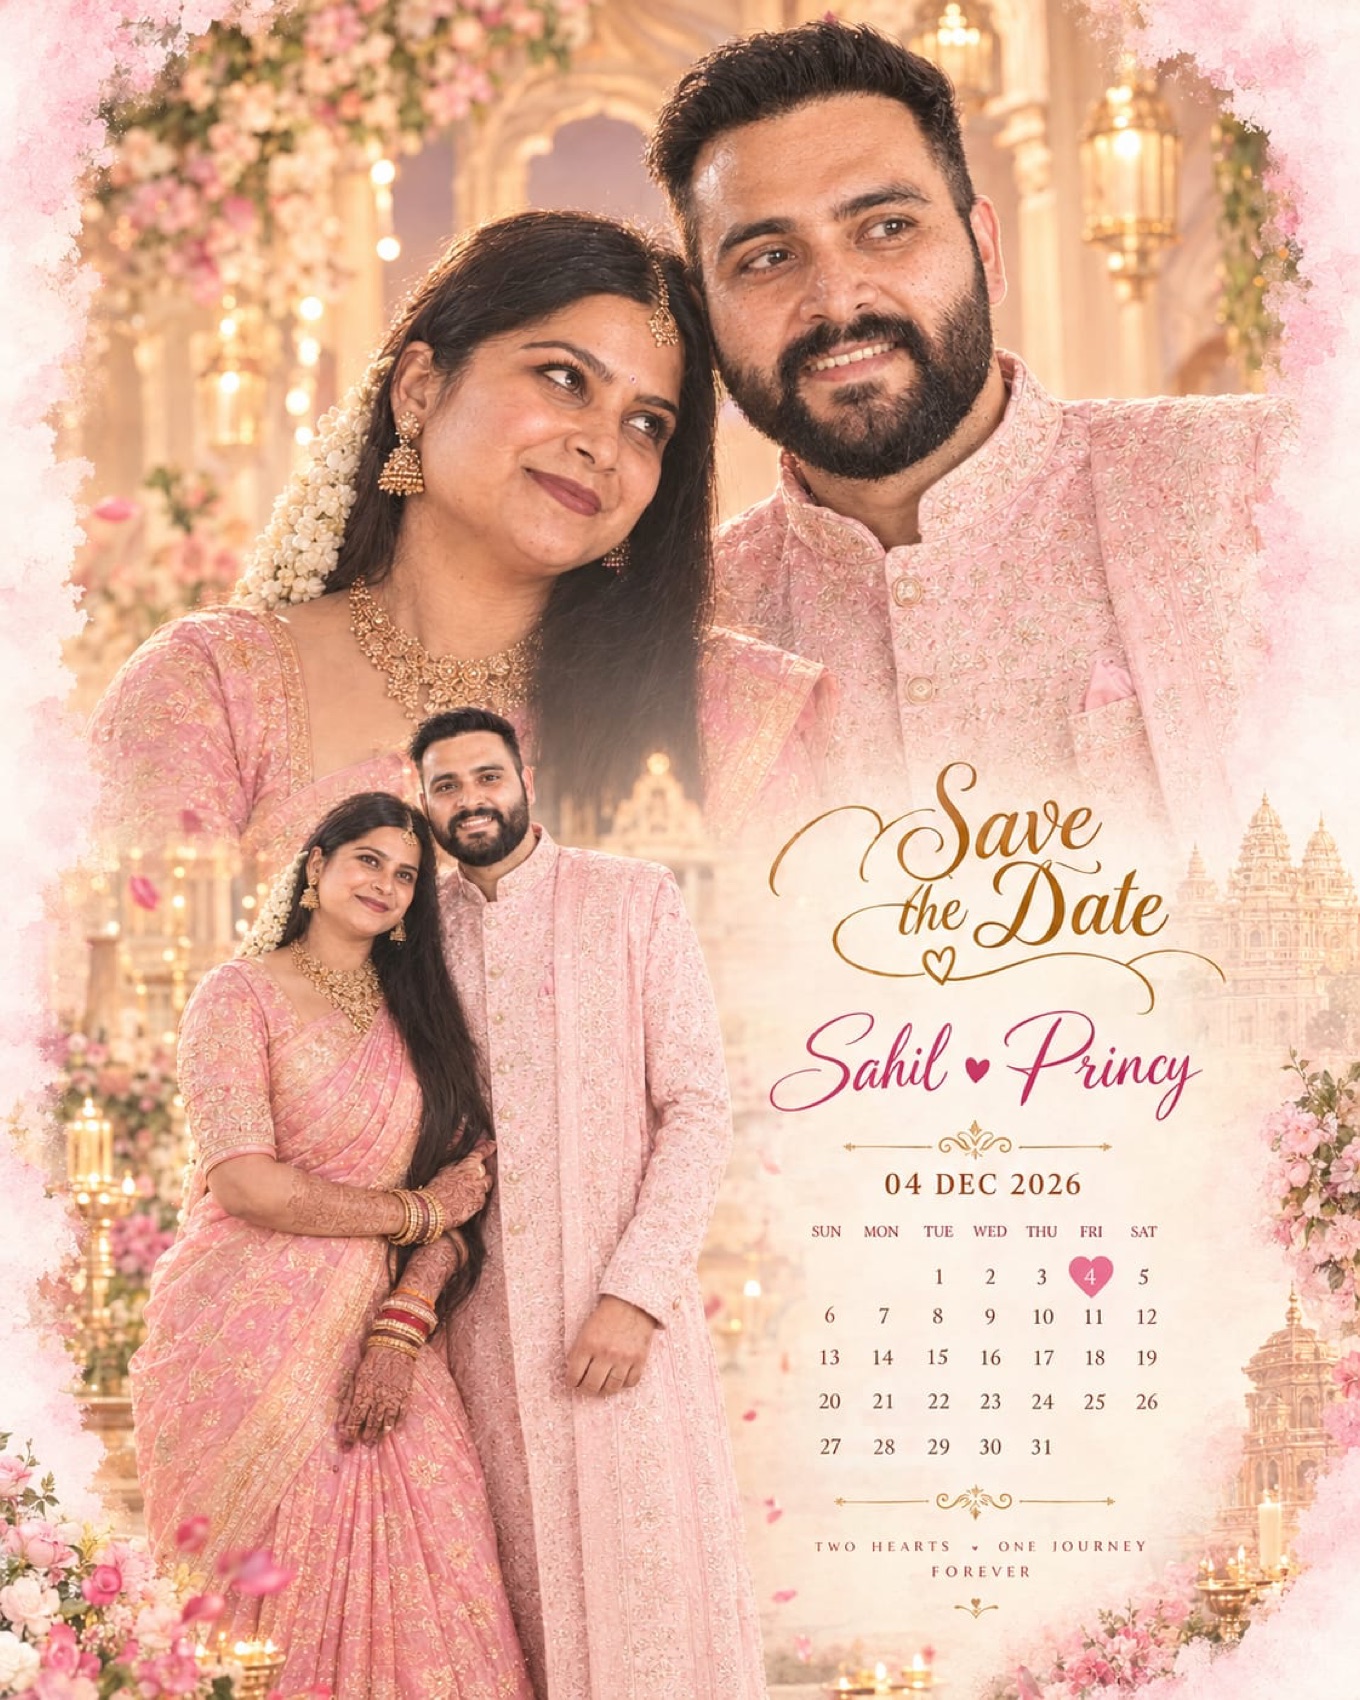 Save
the Date
Sahil ♥ Princy
04 DEC 2026
SUN MON TUE WED THU FRI SAT
1 2 3 4 5
6 7 8 9 10 11 12
13 14 15 16 17 18 19
20 21 22 23 24 25 26
27 28 29 30 31
TWO HEARTS ♥ ONE JOURNEY
FOREVER